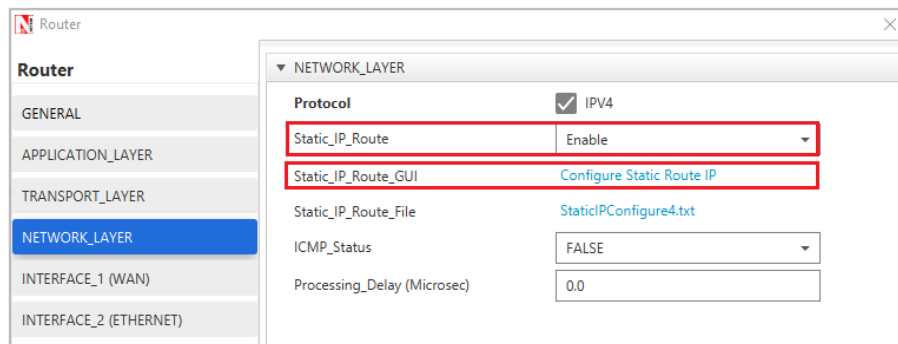 Router
Router
GENERAL
APPLICATION_LAYER
TRANSPORT_LAYER
NETWORK_LAYER
INTERFACE_1 (WAN)
INTERFACE_2 (ETHERNET)
NETWORK_LAYER
Protocol IPV4
Static_IP_Route Enable
Static_IP_Route_GUI Configure Static Route IP
Static_IP_Route_File StaticIPConfigure4.txt
ICMP_Status FALSE
Processing_Delay (Microsec) 0.0